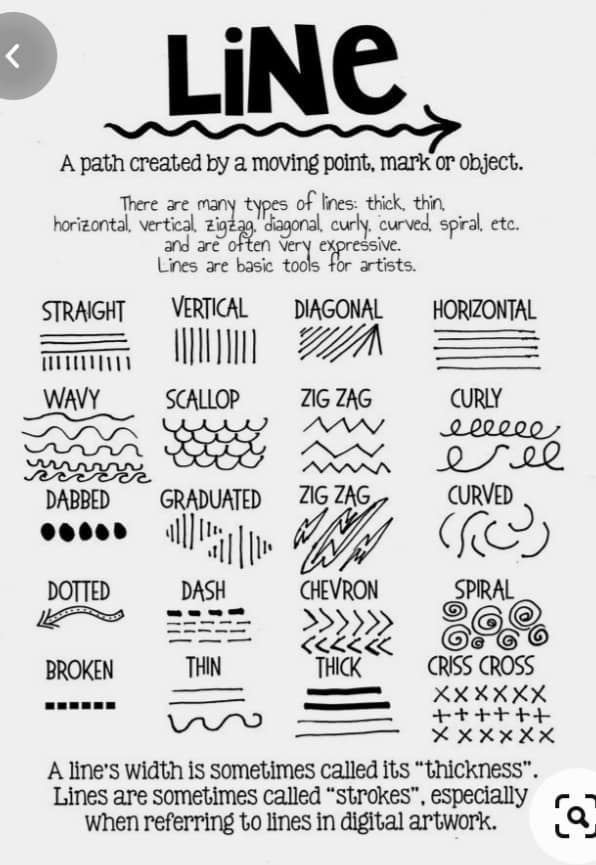 LiNe
A path created by a moving point, mark or object.
There are many types of lines: thick, thin,
horizontal, vertical, zigzag, diagonal, curly, curved, spiral, etc.
and are often very expressive.
Lines are basic tools for artists.
STRAIGHT VERTICAL DIAGONAL HORIZONTAL
WAVY SCALLOP ZIG ZAG CURLY
DABBED GRADUATED ZIG ZAG CURVED
DOTTED DASH CHEVRON SPIRAL
BROKEN THIN THICK CRISS CROSS
A line's width is sometimes called its "thickness".
Lines are sometimes called "strokes", especially
when referring to lines in digital artwork.